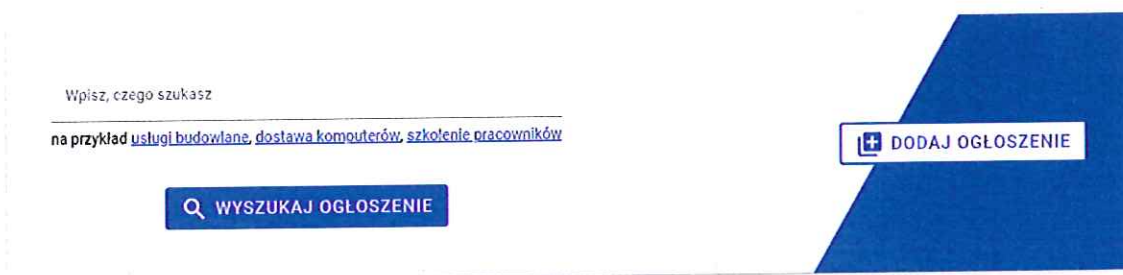 Wpisz, czego szukasz
na przykład usługi budowlane, dostawa komputerów, szkolenie pracowników
WYSZUKAJ OGŁOSZENIE
DODAJ OGŁOSZENIE